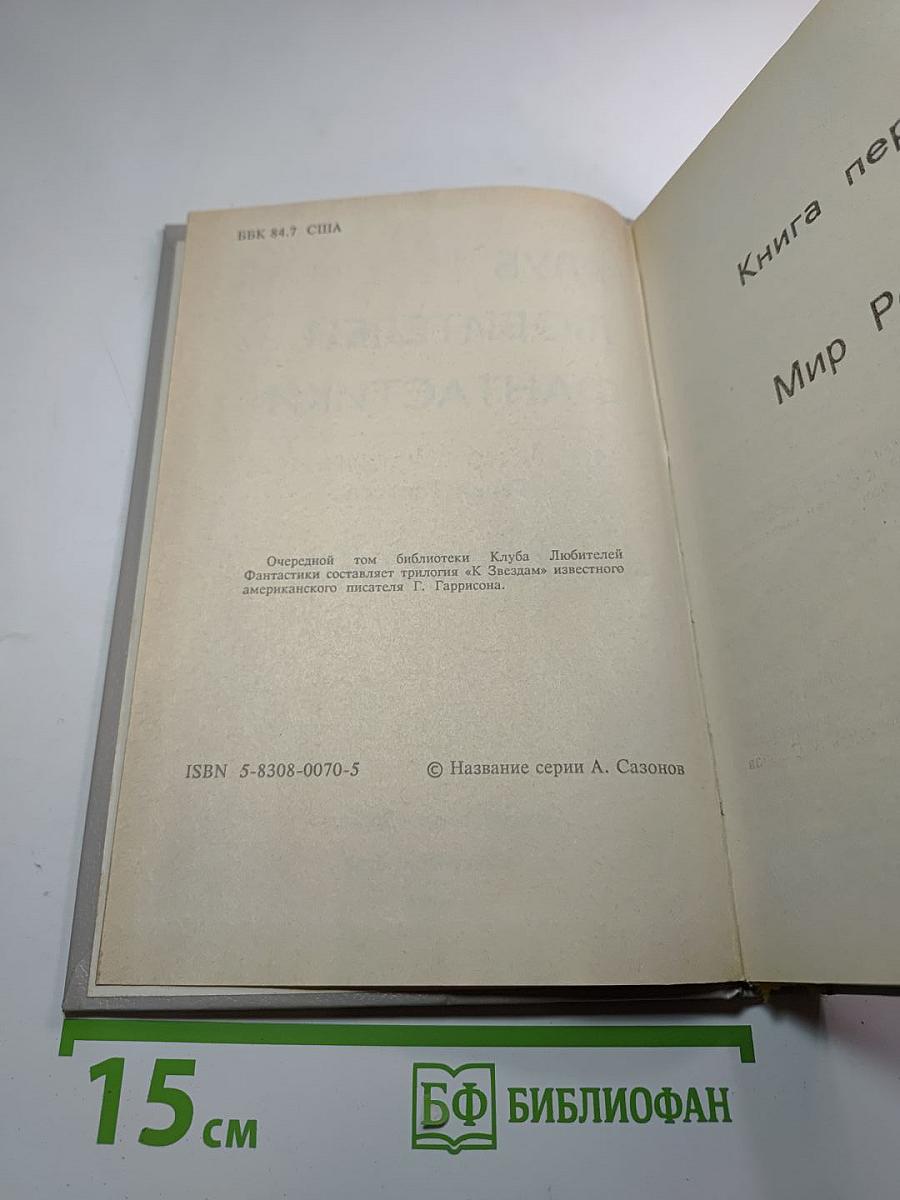 ББК 84.7 США
Очередной том библиотеки Клуба Любителей
Фантастики составляет трилогия «К Звездам» известного
американского писателя Г. Гаррисона.
ISBN 5-8308-0070-5
© Название серии А. Сазонов
Книга
Мир
15 см
БФ БИБЛИОФАН